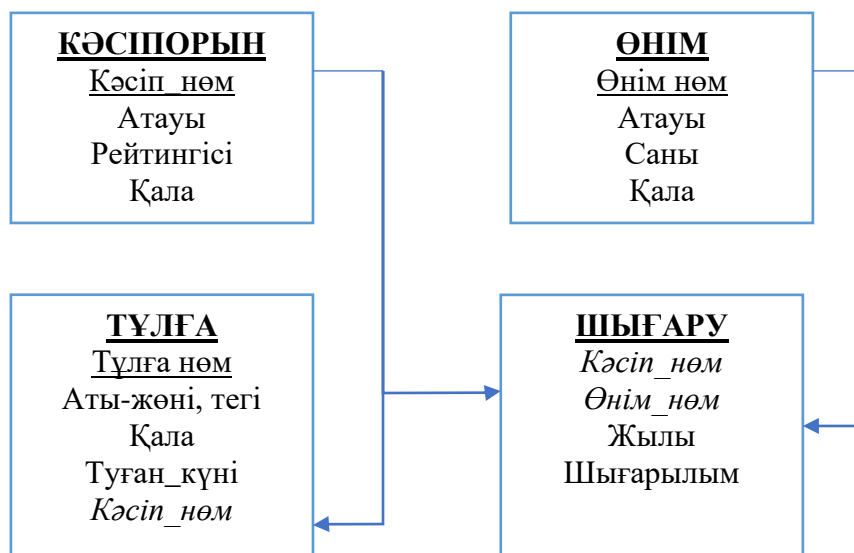 КӘСІПОРЫН
Кәсіп_нөм
Атауы
Рейтингісі
Қала
ӨНІМ
Өнім нөм
Атауы
Саны
Қала
ТҰЛҒА
Тұлға нөм
Аты-жөні, тегі
Қала
Туған_күні
Кәсіп_нөм
ШЫҒАРУ
Кәсіп_нөм
Өнім_нөм
Жылы
Шығарылым